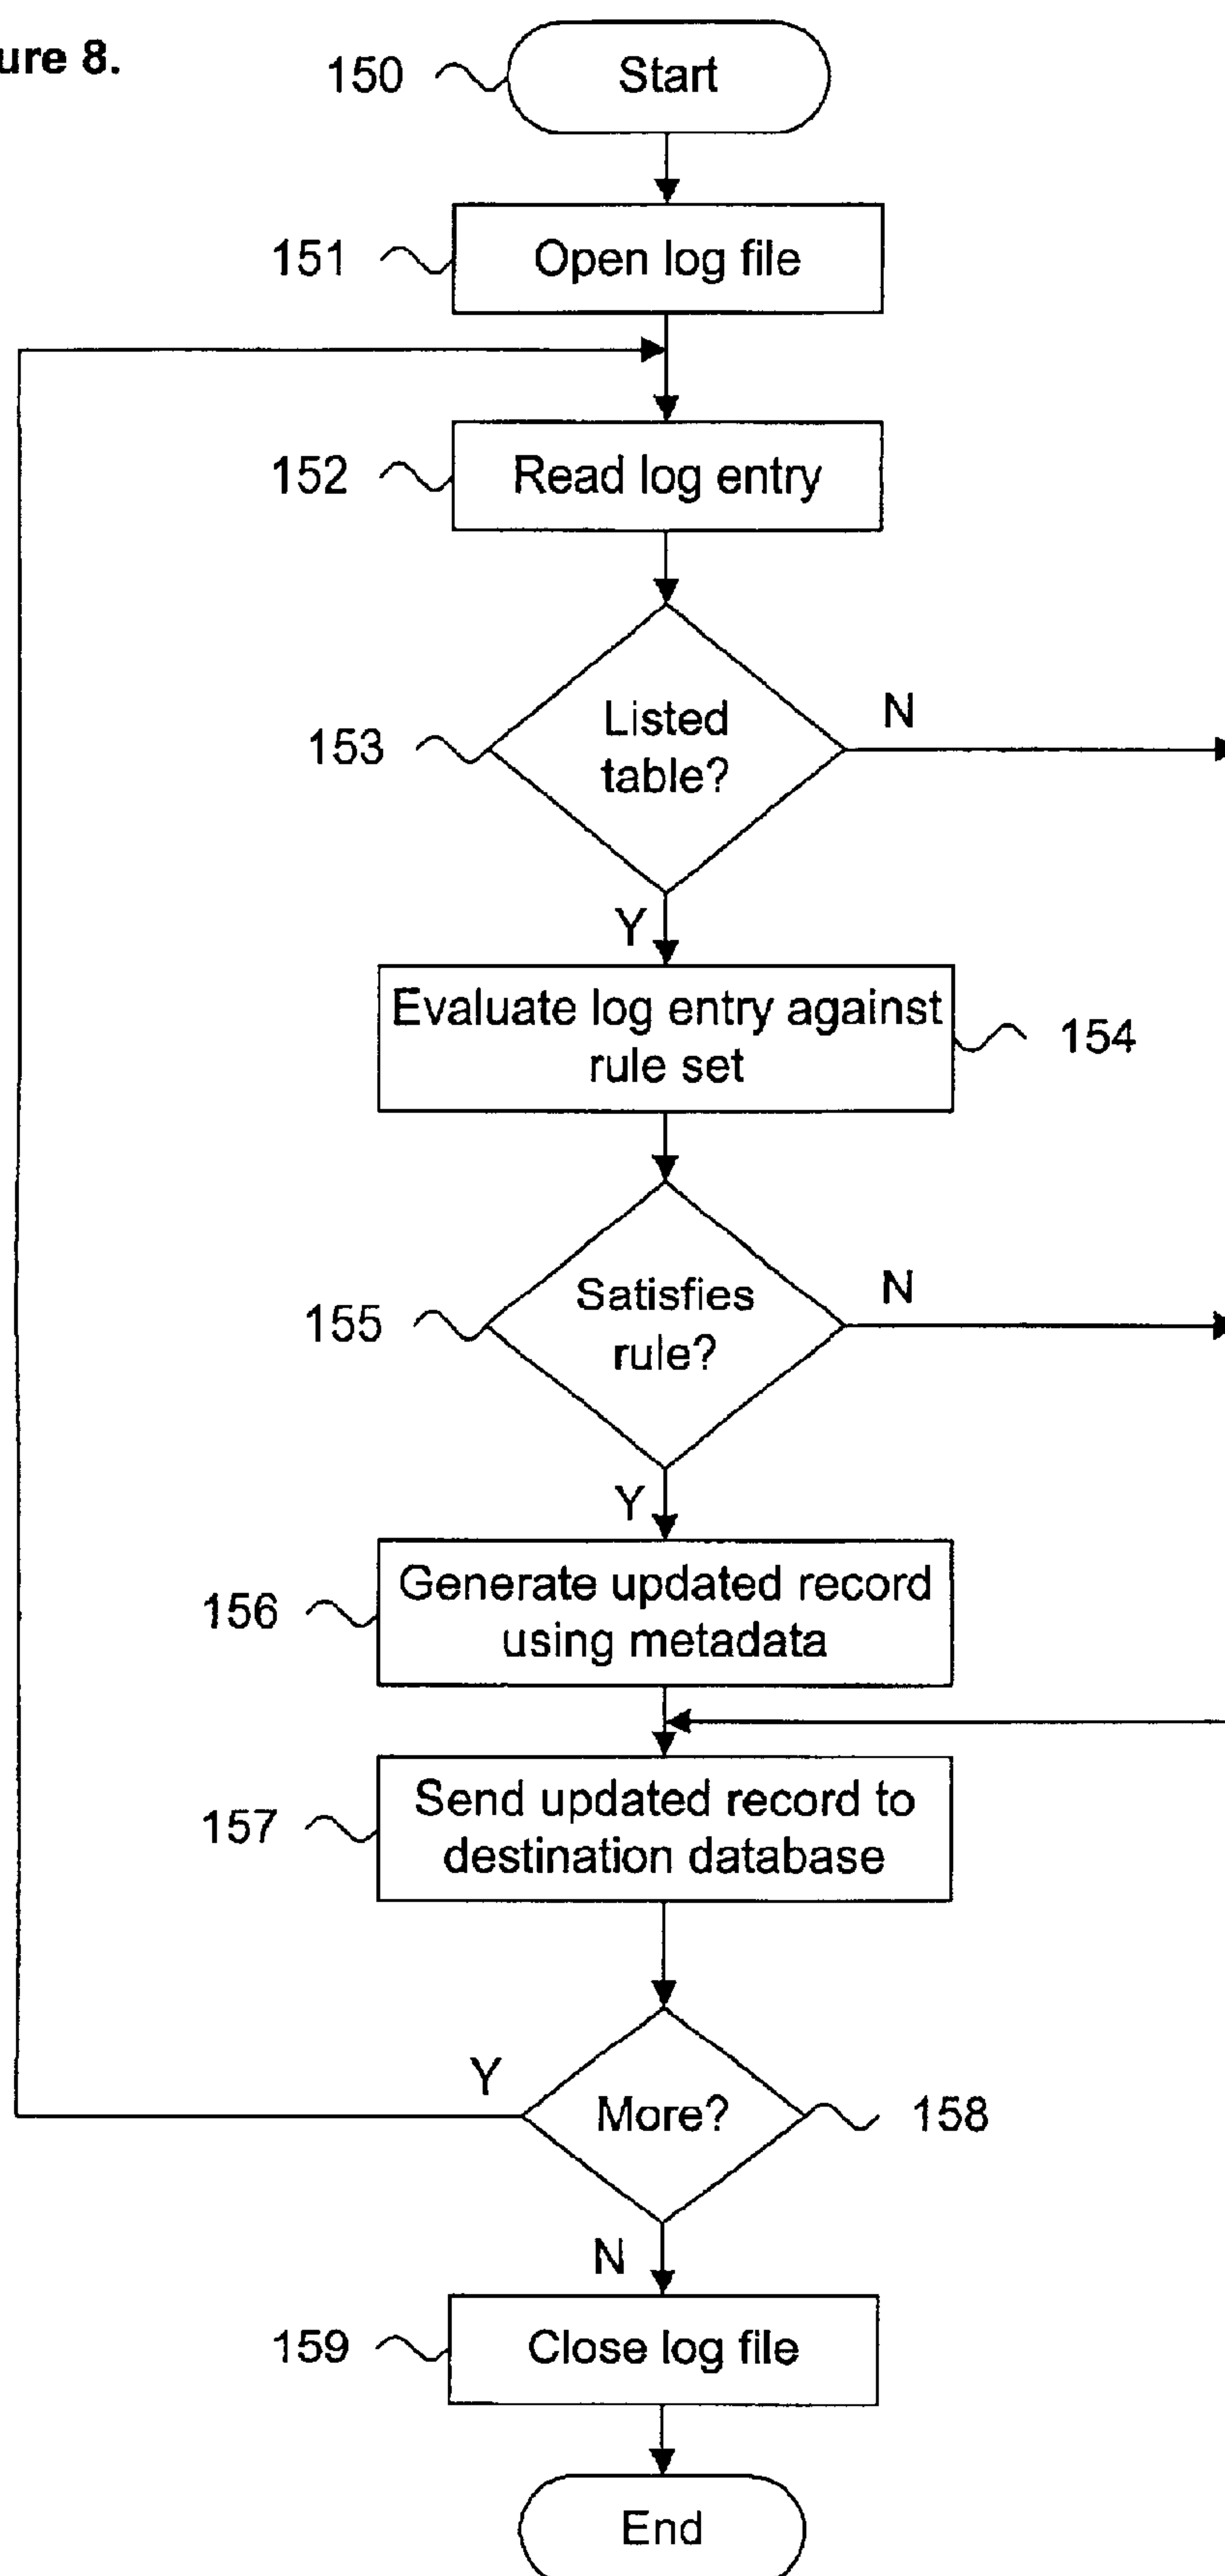 ure 8.
150
Start
151
Open log file
152
Read log entry
153
Listed
table?
N
Y
Evaluate log entry against
rule set
154
155
Satisfies
rule?
N
Y
156
Generate updated record
using metadata
157
Send updated record to
destination database
Y
More?
158
N
159
Close log file
End